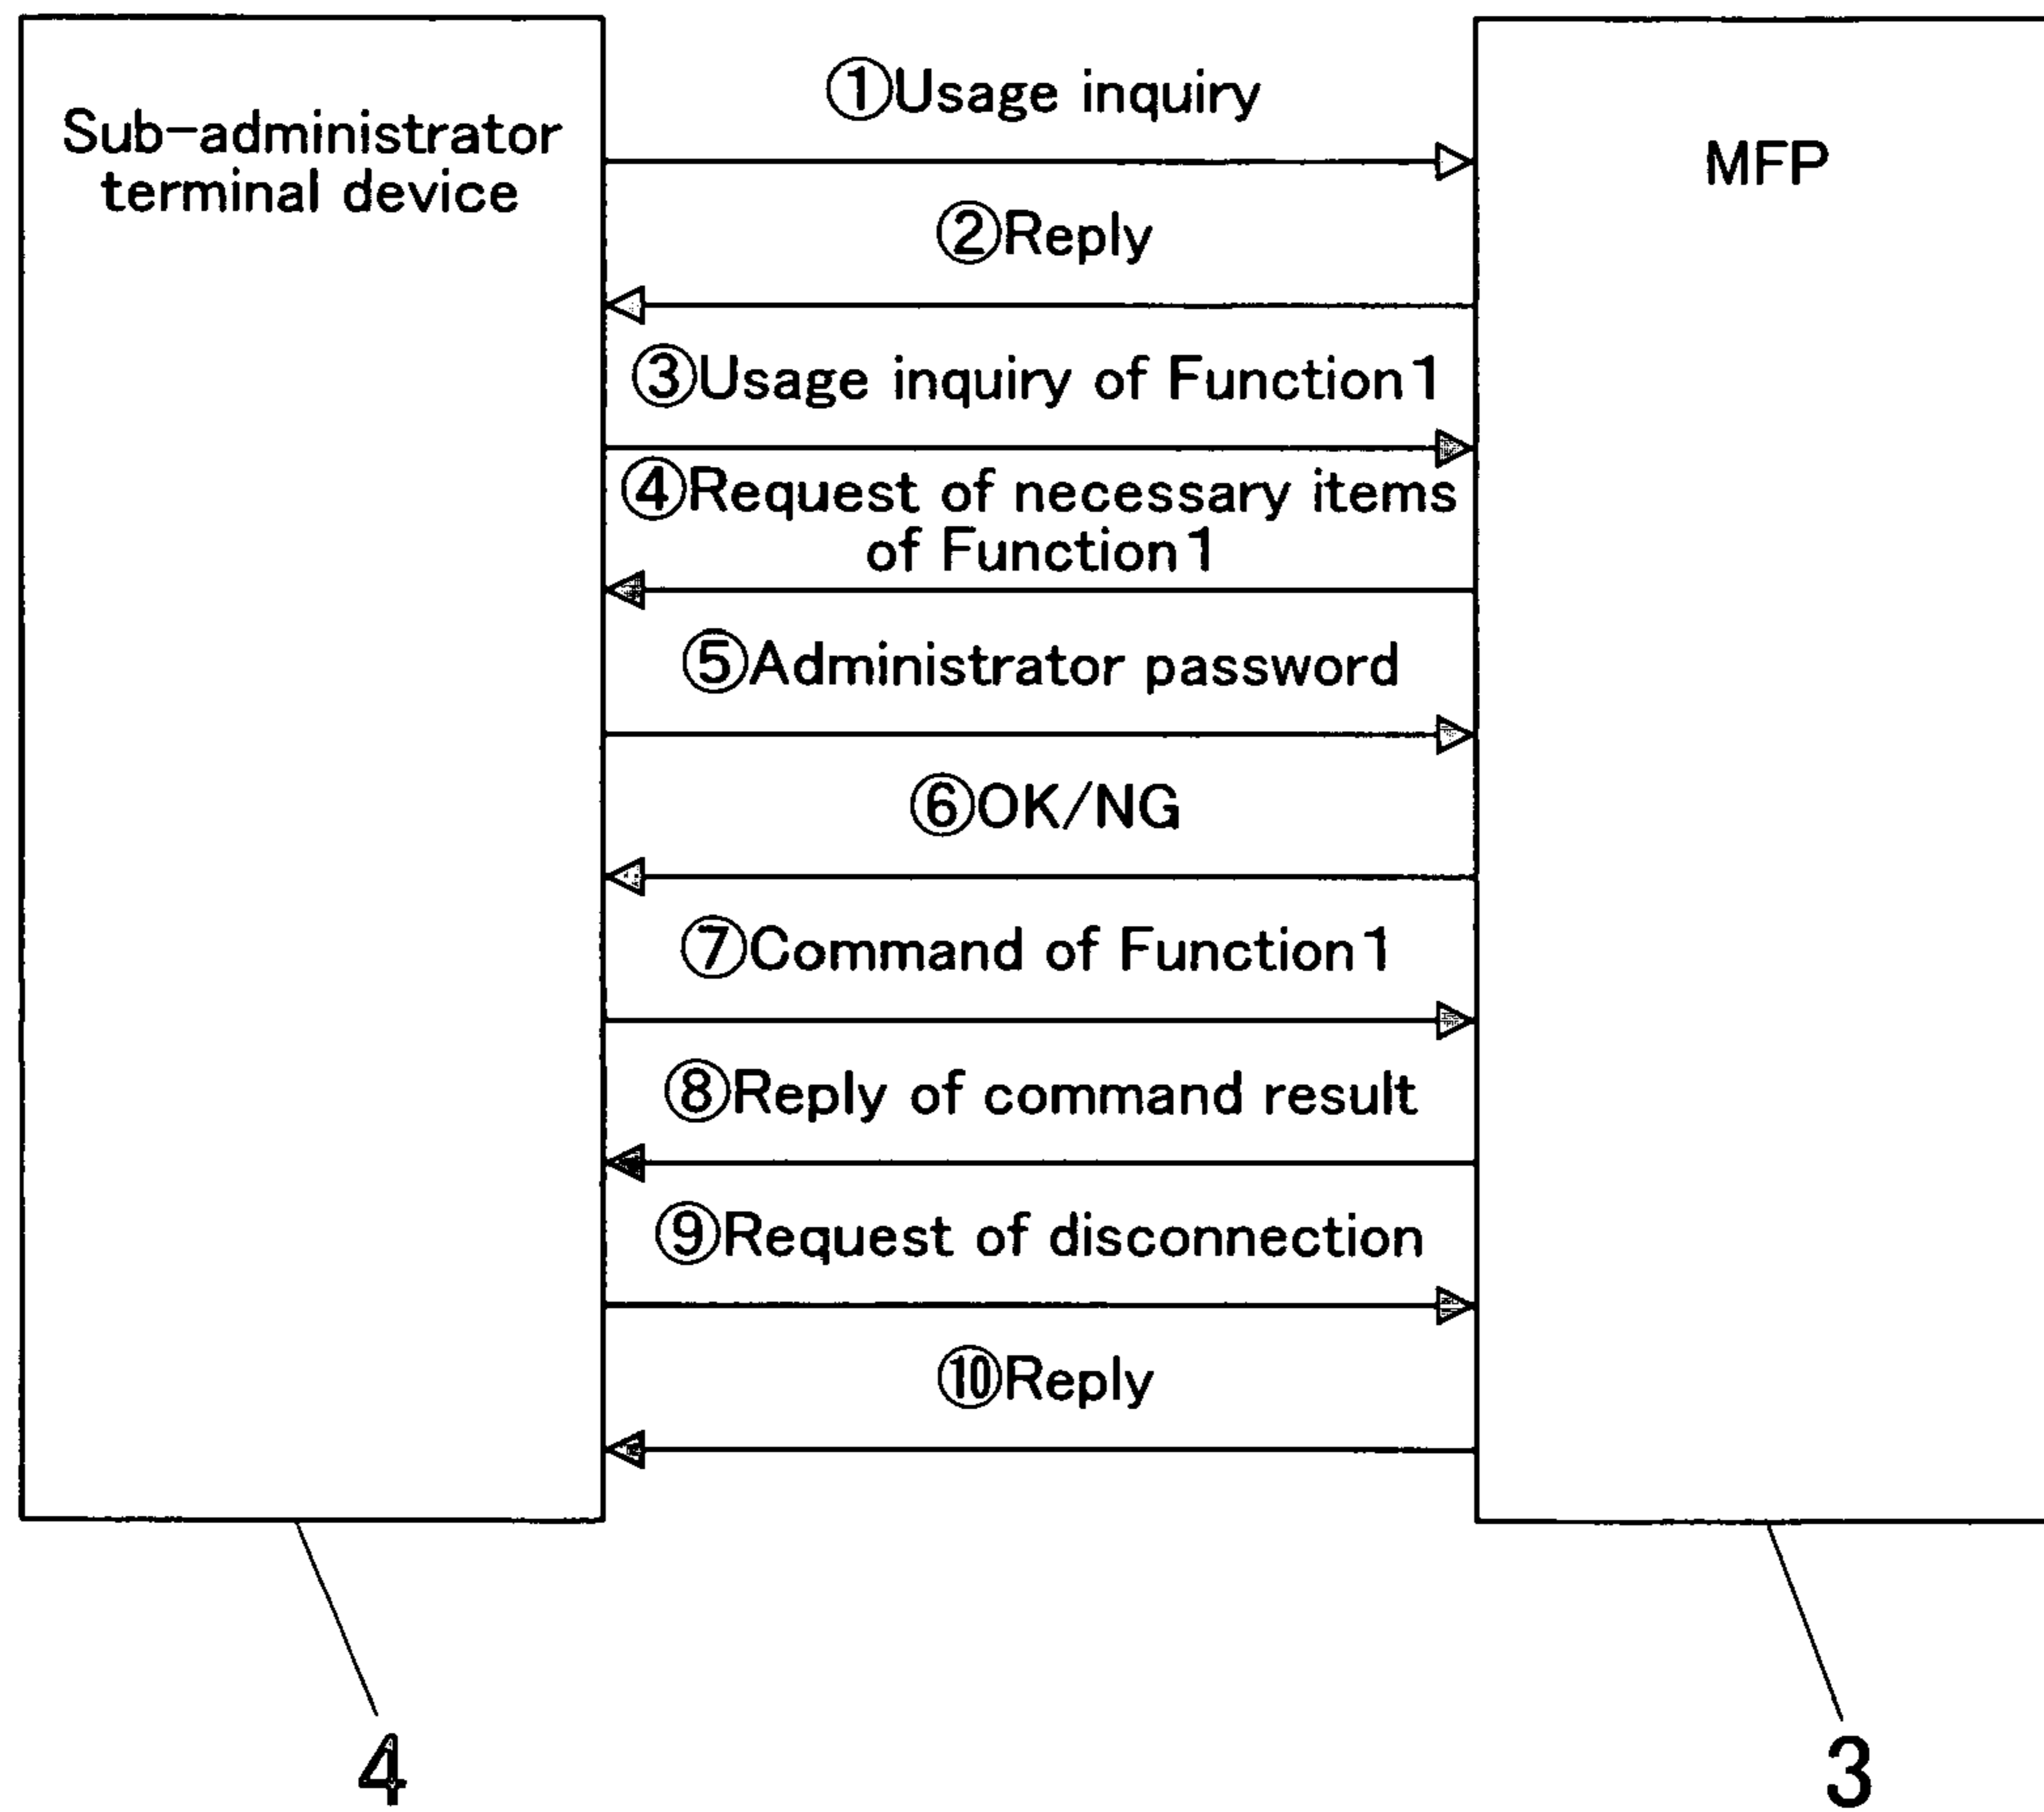 Sub-administrator
terminal device
MFP
①Usage inquiry
②Reply
③Usage inquiry of Function1
④Request of necessary items
of Function1
⑤Administrator password
⑥OK/NG
⑦Command of Function1
⑧Reply of command result
⑨Request of disconnection
⑩Reply
4
3